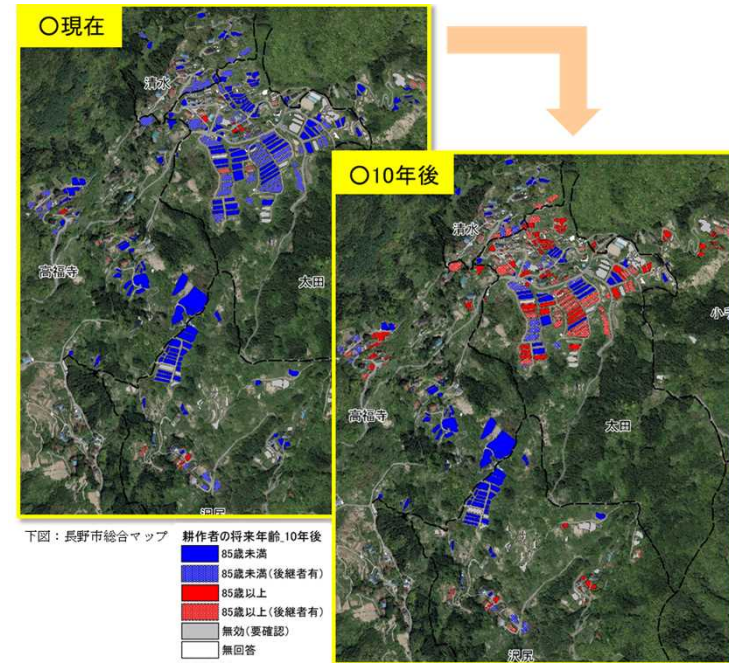 〇現在
清水
高福寺
太田
沢尻
〇10年後
清水
小手
高福寺
太田
沢尻
下図：長野市総合マップ
耕作者の将来年齢_10年後
85歳未満
85歳未満(後継者有)
85歳以上
85歳以上(後継者有)
無効(要確認)
無回答